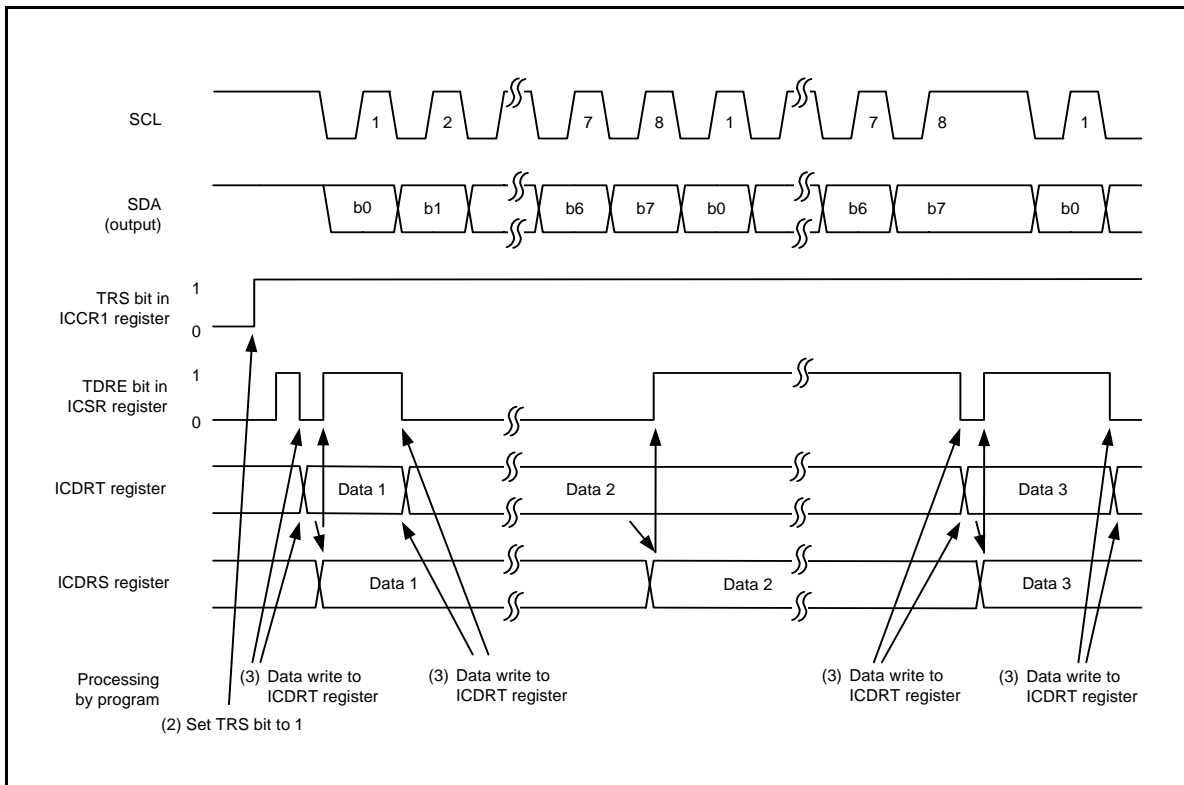 SCL
1 2 7 8 1 7 8 1
SDA
(output)
b0 b1 b6 b7 b0 b6 b7 b0
TRS bit in
ICCR1 register
1
0
TDRE bit in
ICSR register
1
0
ICDRT register
Data 1 Data 2 Data 3
ICDRS register
Data 1 Data 2 Data 3
Processing
by program
(3) Data write to
ICDRT register
(3) Data write to
ICDRT register
(3) Data write to
ICDRT register
(3) Data write to
ICDRT register
(2) Set TRS bit to 1